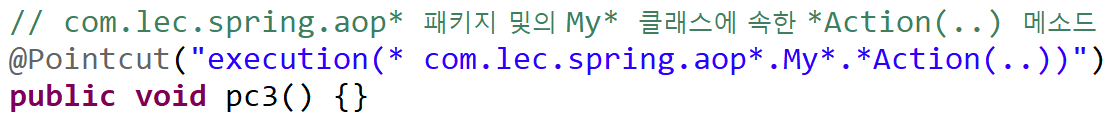 // com.lec.spring.aop* 패키지 및의 My* 클래스에 속한 *Action(..) 메소드
@Pointcut("execution(* com.lec.spring.aop*.My*.*Action(..))")
public void pc3() {}